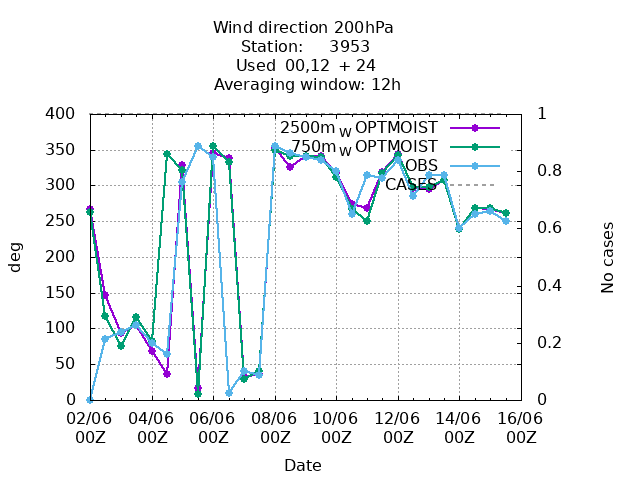 Wind direction 200hPa
Station: 3953
Used 00,12 + 24
Averaging window: 12h
400
350
300
250
200
150
100
50
0
deg
1
0.8
0.6
0.4
0.2
0
No cases
2500m W OPTMOIST
750m W OPTMOIST
OBS
CASES
02/06 04/06 06/06 08/06 10/06 12/06 14/06 16/06
00Z 00Z 00Z 00Z 00Z 00Z 00Z 00Z
Date